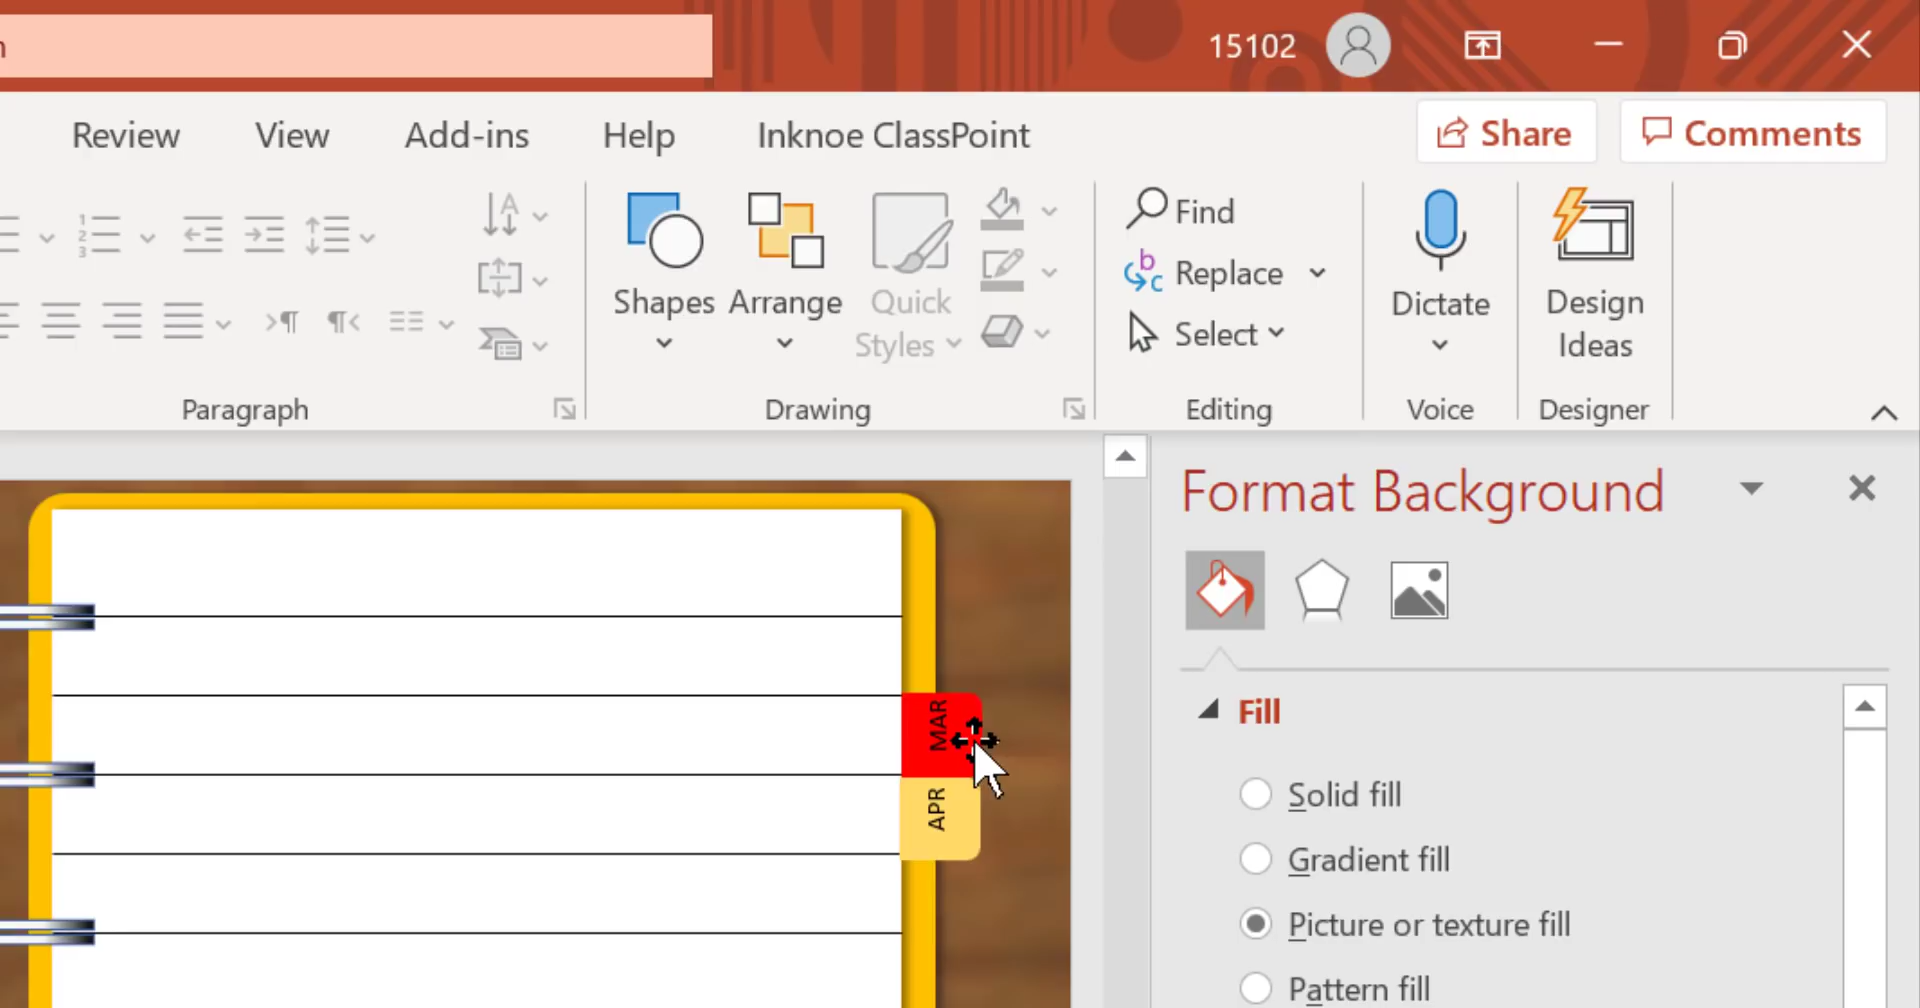 15102
Review View Add-ins Help Inknoe ClassPoint
Share
Comments
Shapes
Arrange
Quick
Styles
Find
Replace
Select
Dictate
Design
Ideas
Paragraph
Drawing
Editing
Voice
Designer
Format Background
Fill
Solid fill
Gradient fill
Picture or texture fill
Pattern fill
MAR
APR